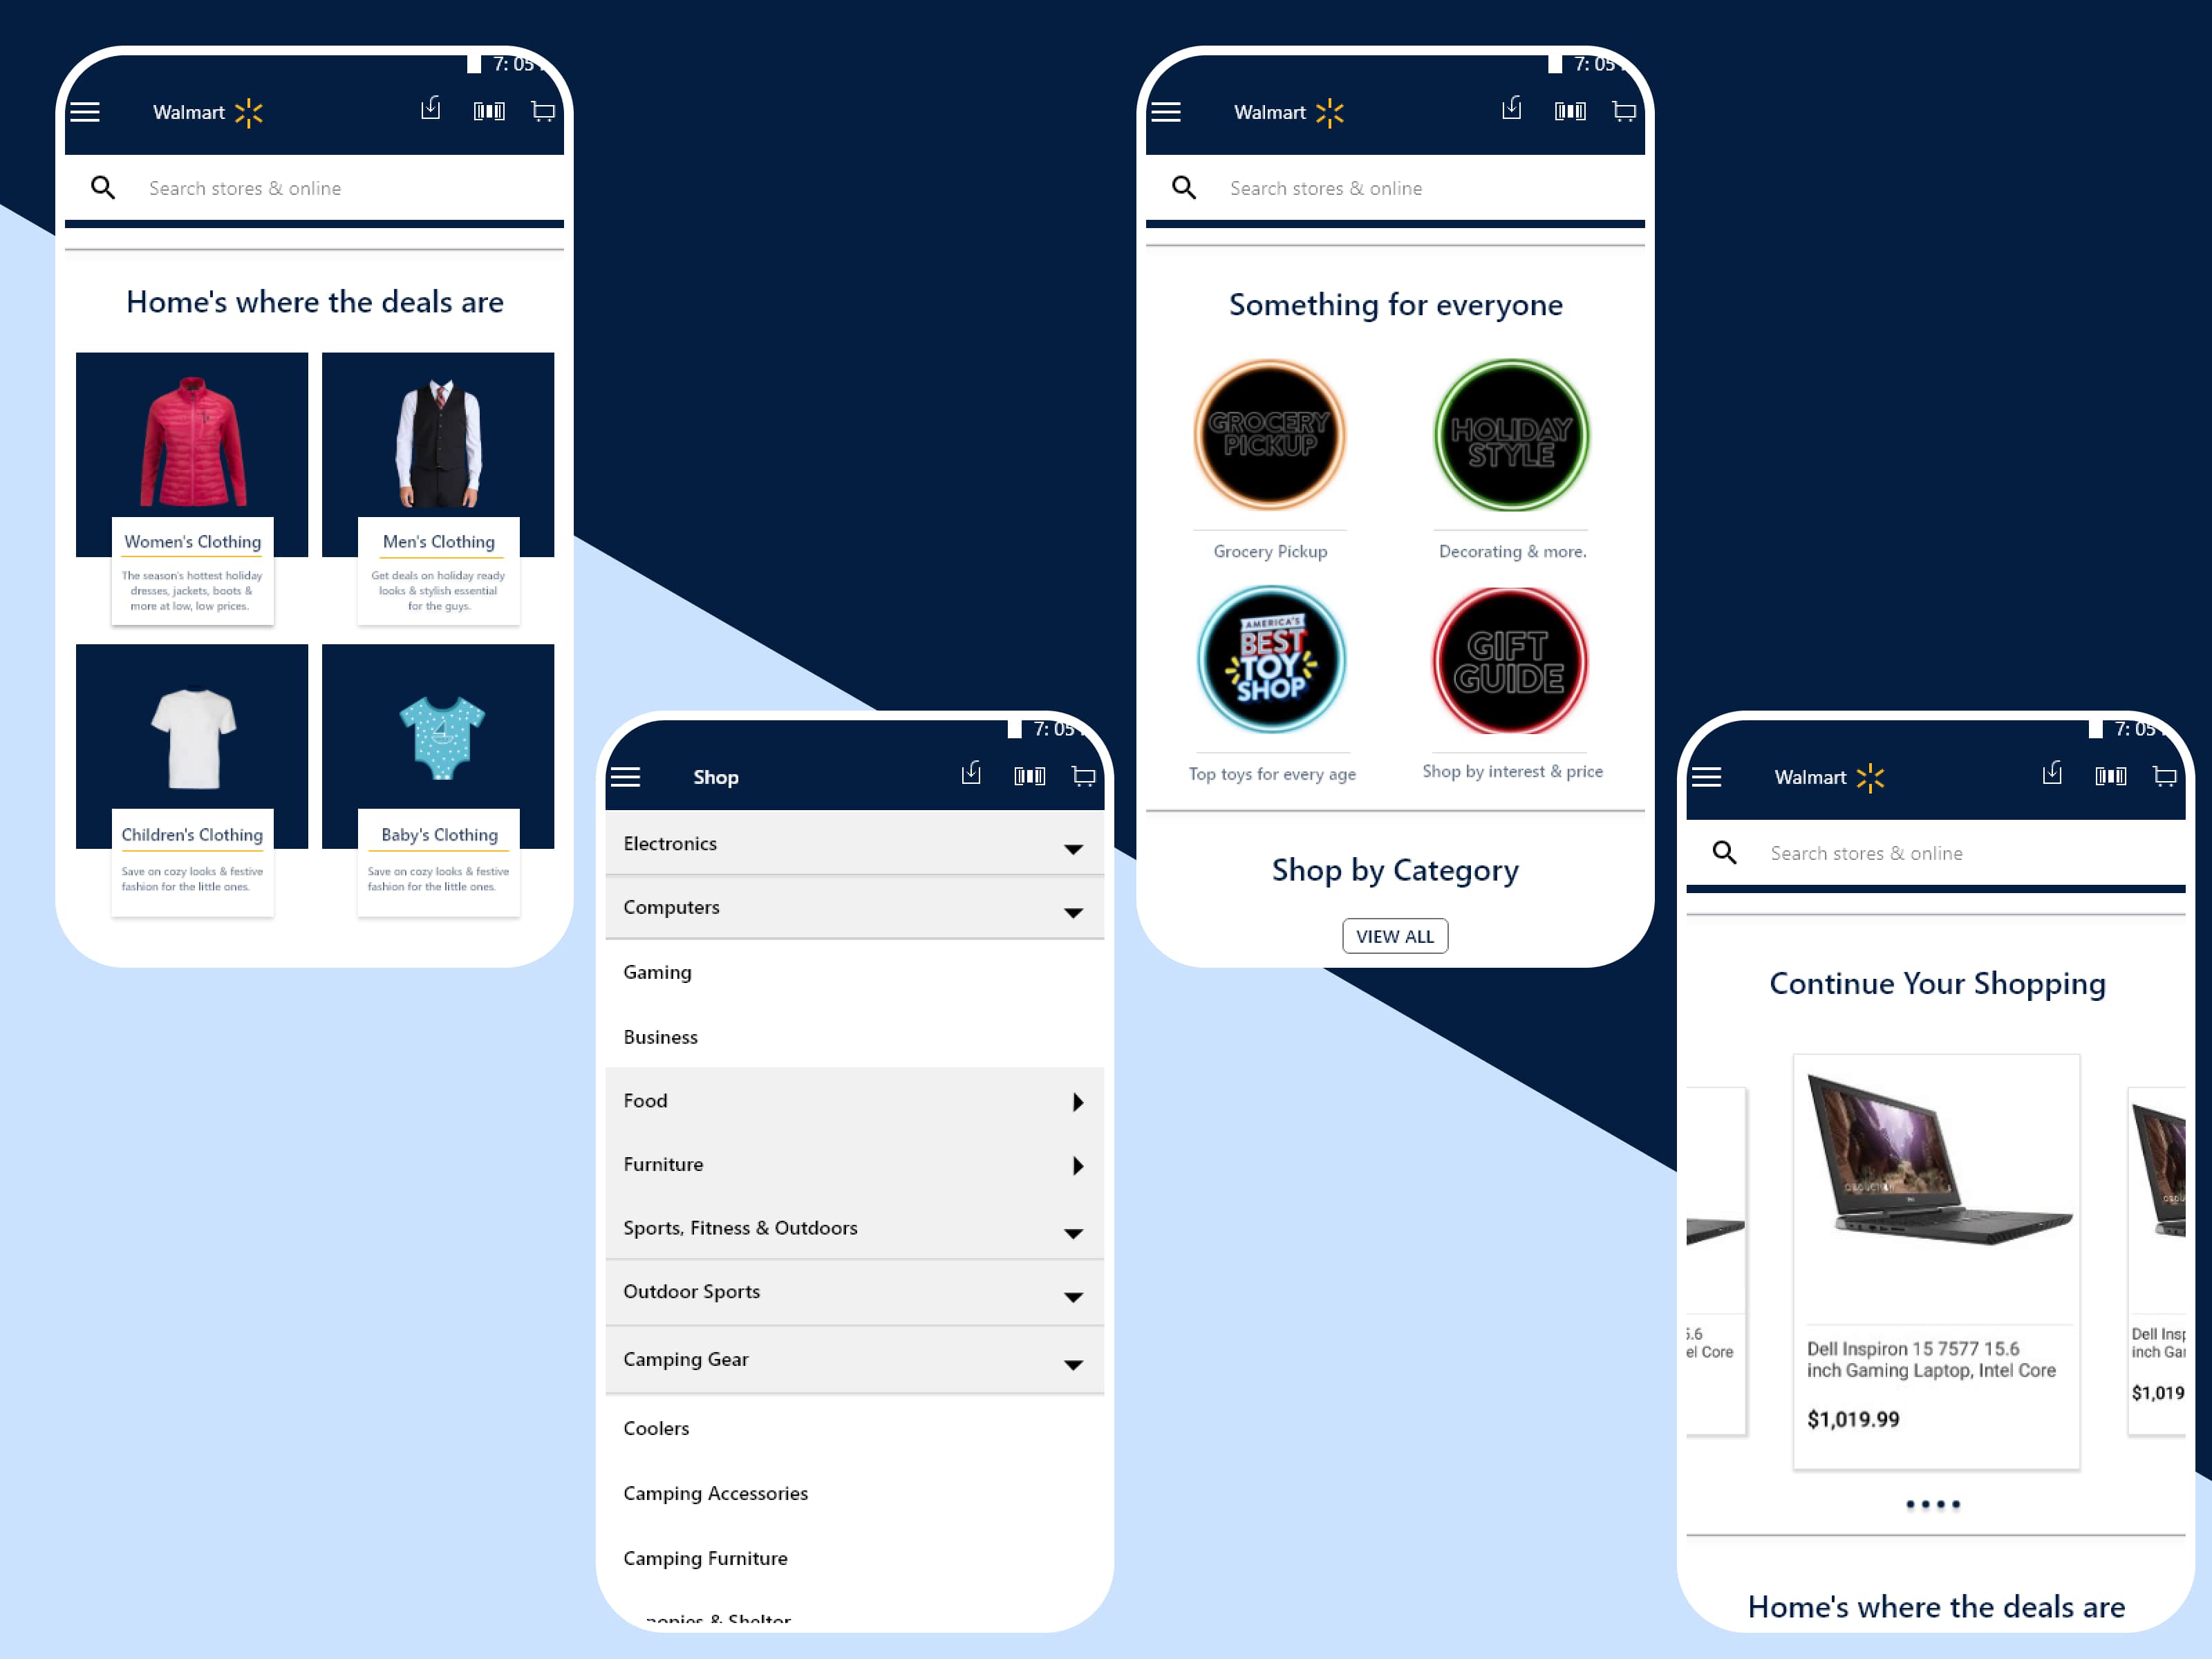 7: 05
Walmart
Search stores & online
Home's where the deals are
Women's Clothing
The season's hottest holiday
dresses, jackets, boots &
more at low, low prices.
Men's Clothing
Get deals on holiday ready
looks & stylish essential
for the guys.
Children's Clothing
Save on cozy looks & festive
fashion for the little ones.
Baby's Clothing
Save on cozy looks & festive
fashion for the little ones.
7: 05
Shop
Electronics
Computers
Gaming
Business
Food
Furniture
Sports, Fitness & Outdoors
Outdoor Sports
Camping Gear
Coolers
Camping Accessories
Camping Furniture
& Shelter
7: 05
Walmart
Search stores & online
Something for everyone
GROCERY
PICKUP
Grocery Pickup
HOLIDAY
STYLE
Decorating & more.
AMERICA'S
BEST
TOY
SHOP
Top toys for every age
GIFT
GUIDE
Shop by interest & price
Shop by Category
VIEW ALL
7: 05
Walmart
Search stores & online
Continue Your Shopping
5.6
el Core
Dell Inspiron 15 7577 15.6
inch Gaming Laptop, Intel Core
$1,019.99
Dell Insp
inch Gar
$1,019
Home's where the deals are